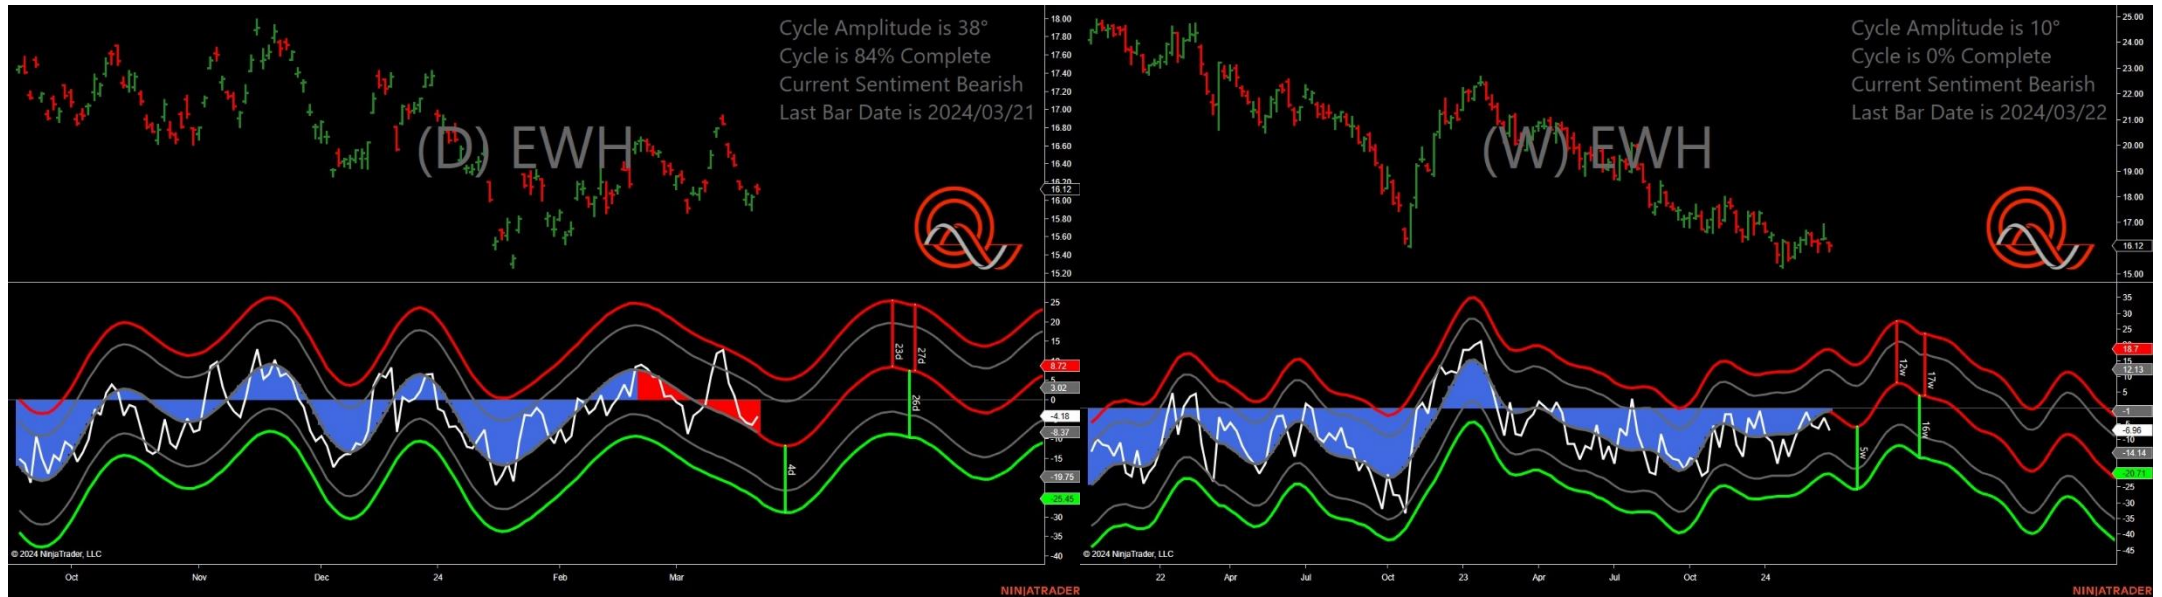 Cycle Amplitude is 38°
Cycle is 84% Complete
Current Sentiment Bearish
Last Bar Date is 2024/03/21
(D) EWH
18.00
17.80
17.60
17.40
17.20
17.00
16.80
16.60
16.40
16.20
16.12
16.00
15.80
15.60
15.40
15.20
25
20
15
8.72
5
3.02
0
-4.18
-8.37
-15
-19.75
-25.45
-30
-35
-40
23d
27d
26d
4d
© 2024 NinjaTrader, LLC
Oct
Nov
Dec
24
Feb
Mar
NINJATRADER
Cycle Amplitude is 10°
Cycle is 0% Complete
Current Sentiment Bearish
Last Bar Date is 2024/03/22
(W) EWH
25.00
24.00
23.00
22.00
21.00
20.00
19.00
18.00
17.00
16.12
15.00
35
30
25
18.7
12.13
5
-1
-6.96
-10
-14.14
-20.71
-25
-30
-35
-40
-45
12w
17w
16w
5w
© 2024 NinjaTrader, LLC
22
Apr
Jul
Oct
23
Apr
Jul
Oct
24
NINJATRADER